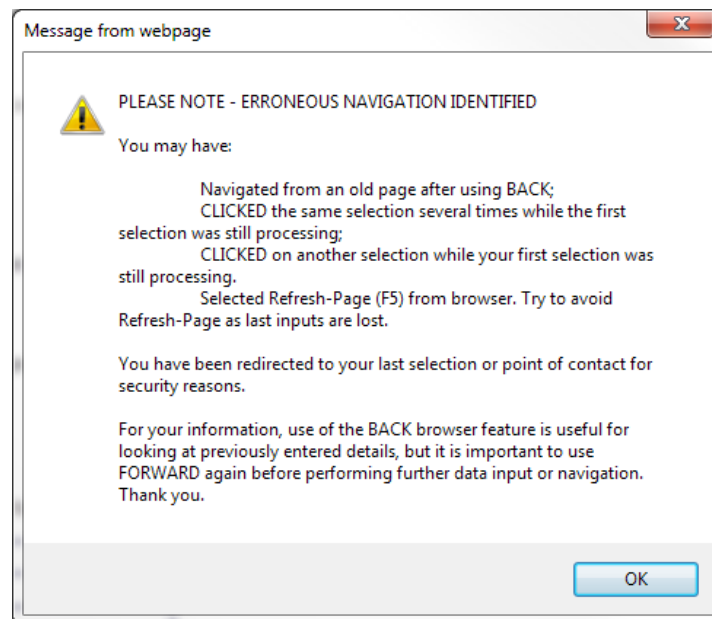 Message from webpage
PLEASE NOTE - ERRONEOUS NAVIGATION IDENTIFIED
You may have:
Navigated from an old page after using BACK;
CLICKED the same selection several times while the first
selection was still processing;
CLICKED on another selection while your first selection was
still processing.
Selected Refresh-Page (F5) from browser. Try to avoid
Refresh-Page as last inputs are lost.
You have been redirected to your last selection or point of contact for
security reasons.
For your information, use of the BACK browser feature is useful for
looking at previously entered details, but it is important to use
FORWARD again before performing further data input or navigation.
Thank you.
OK